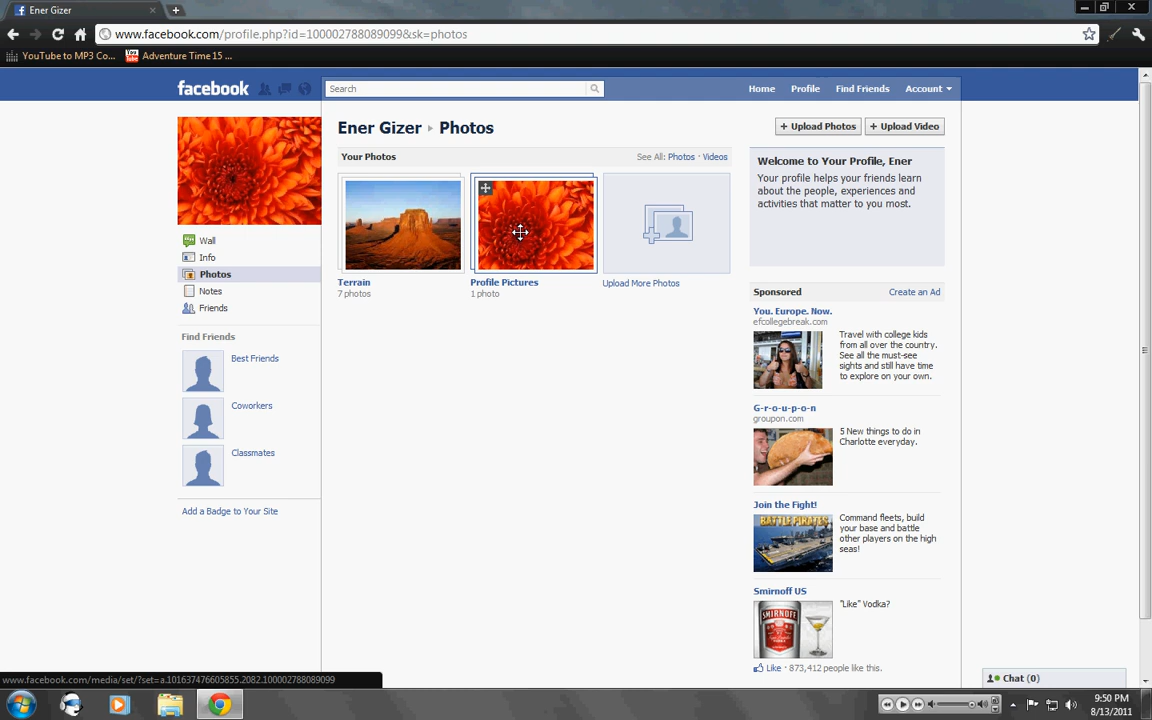 Ener Gizer
www.facebook.com/profile.php?id=100002788089099&sk=photos
YouTube to MP3 Co...
You Tube
Adventure Time 15 ...
facebook
Search
Home
Profile
Find Friends
Account
Ener Gizer
Photos
+ Upload Photos
+ Upload Video
Your Photos
See All: Photos · Videos
Terrain
7 photos
Profile Pictures
1 photo
Upload More Photos
Wall
Info
Photos
Notes
Friends
Find Friends
Best Friends
Coworkers
Classmates
Add a Badge to Your Site
Welcome to Your Profile, Ener
Your profile helps your friends learn
about the people, experiences and
activities that matter to you most.
Sponsored
Create an Ad
You. Europe. Now.
efcollegebreak.com
Travel with college kids
from all over the country.
See all the must-see
sights and still have time
to explore on your own.
G-r-o-u-p-o-n
groupon.com
5 New things to do in
Charlotte everyday.
Join the Fight!
BATTLE PIRATES
Command fleets, build
your base and battle
other players on the high
seas!
Smirnoff US
SMIRNOFF
"Like" Vodka?
Like · 873,412 people like this.
www.facebook.com/media/set/?set=a.101637476605855.2082.100002788089099
Chat (0)
9:50 PM
8/13/2011